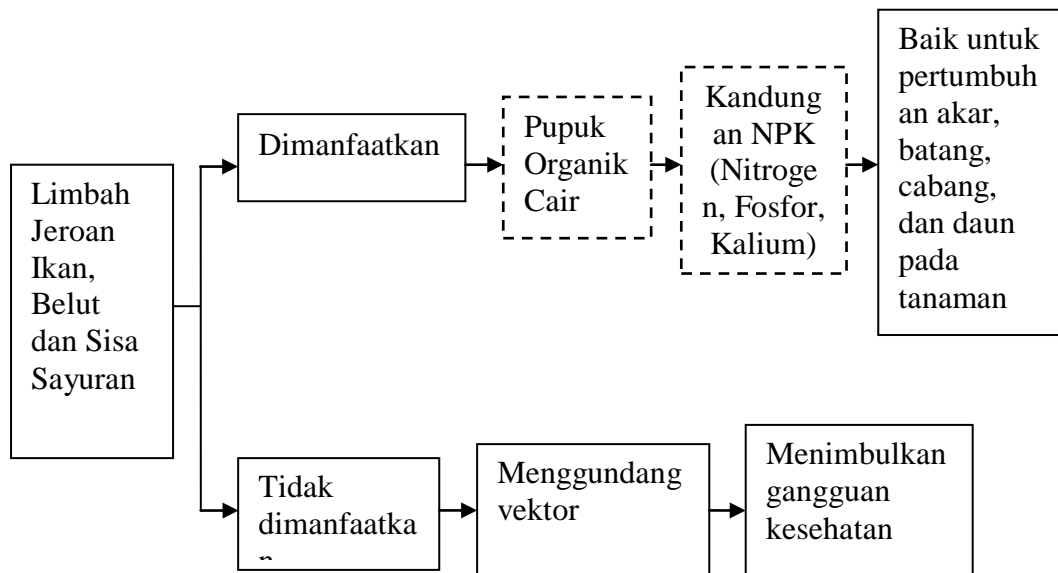 Limbah
Jeroan
Ikan,
Belut
dan Sisa
Sayuran
Dimanfaatkan
Pupuk
Organik
Cair
Kandung
an NPK
(Nitroge
n, Fosfor,
Kalium)
Baik untuk
pertumbuh
an akar,
batang,
cabang,
dan daun
pada
tanaman
Tidak
dimanfaatka
n
Menggundang
vektor
Menimbulkan
gangguan
kesehatan